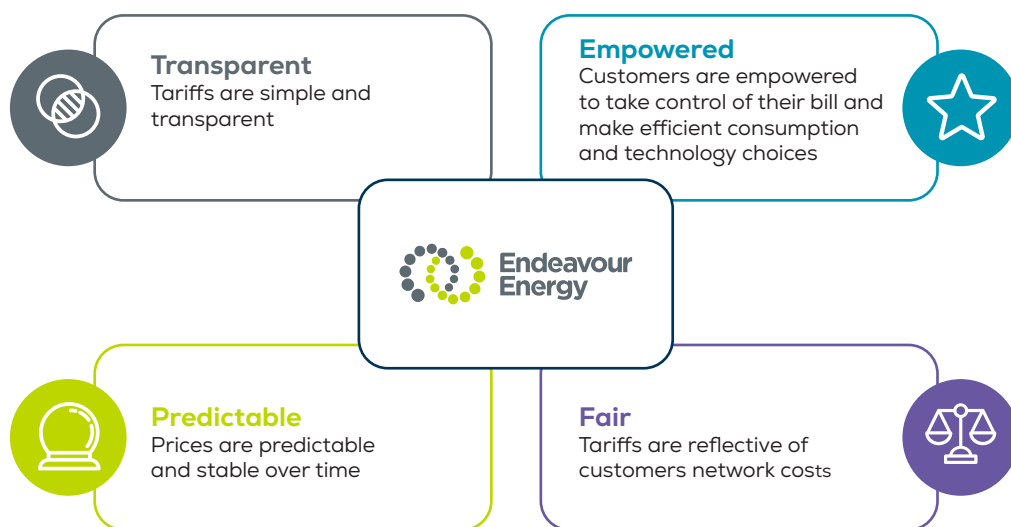 Transparent
Tariffs are simple and
transparent
Empowered
Customers are empowered
to take control of their bill and
make efficient consumption
and technology choices
Endeavour
Energy
Predictable
Prices are predictable
and stable over time
Fair
Tariffs are reflective of
customers network costs